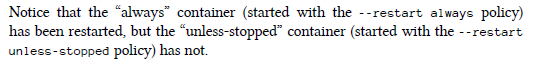 Notice that the “always” container (started with the --restart always policy)
has been restarted, but the “unless-stopped” container (started with the --restart
unless-stopped policy) has not.